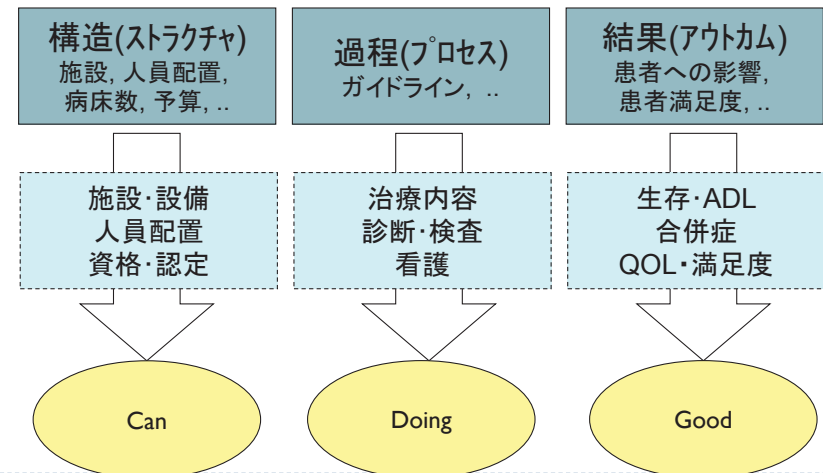 構造(ストラクチャ)
施設, 人員配置,
病床数, 予算, ..
過程(プロセス)
ガイドライン, ..
結果(アウトカム)
患者への影響,
患者満足度, ..
施設・設備
人員配置
資格・認定
治療内容
診断・検査
看護
生存・ADL
合併症
QOL・満足度
Can
Doing
Good